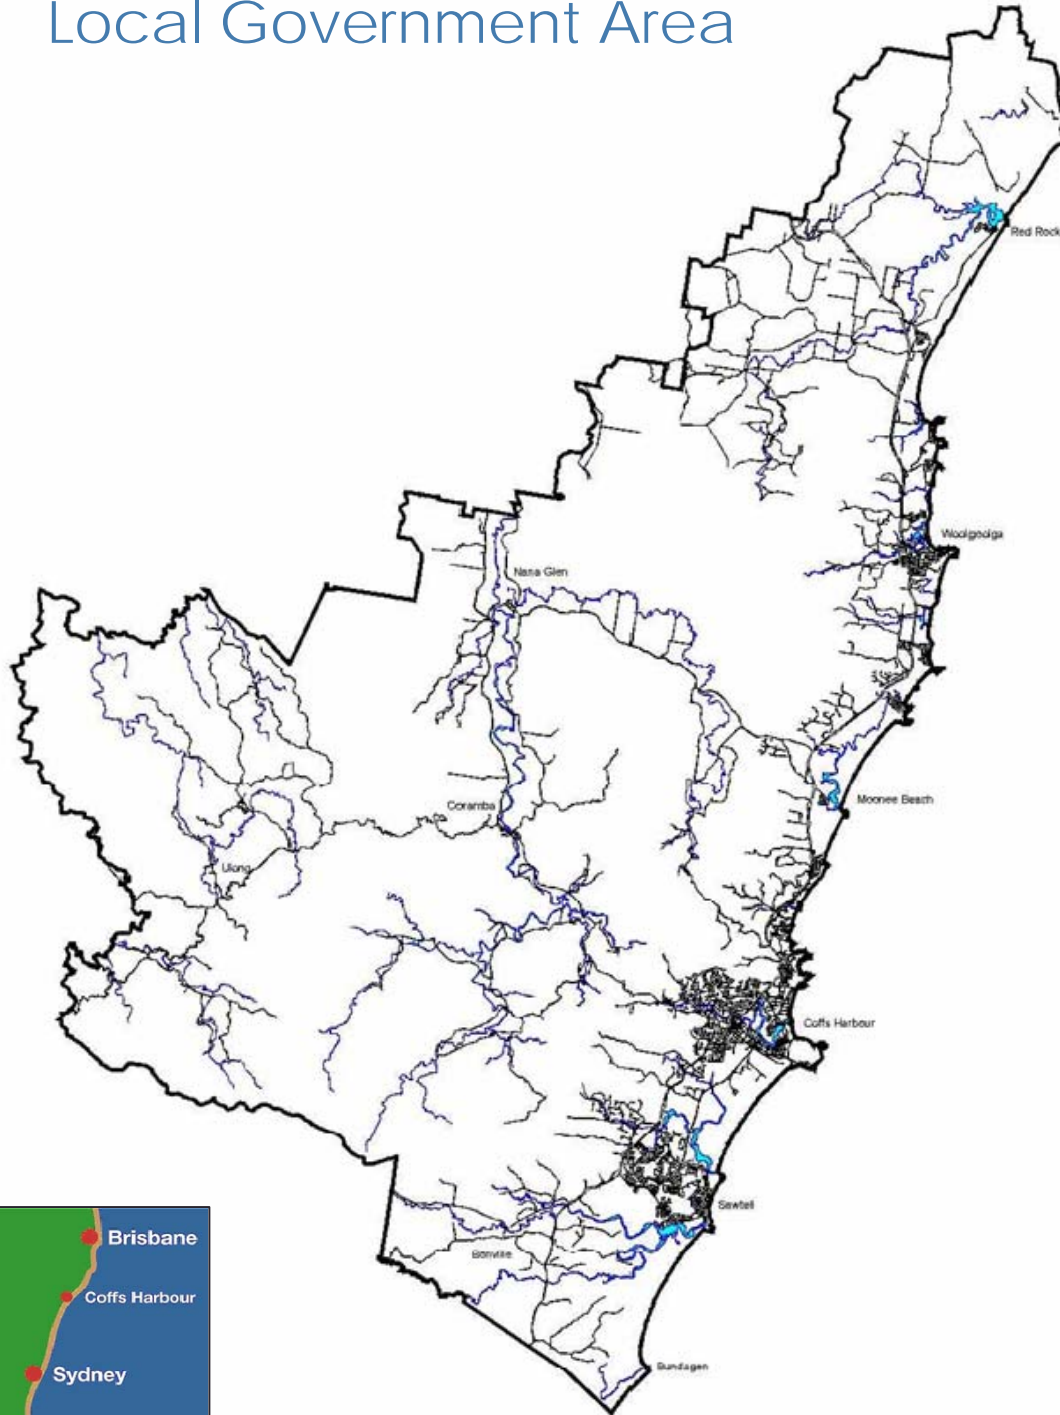 Local Government Area
Red Rock
Woolgnolga
Nana Glen
Moonee Beach
Coramba
Ulong
Coffs Harbour
Sawtell
Bonville
Bundagen
Brisbane
Coffs Harbour
Sydney